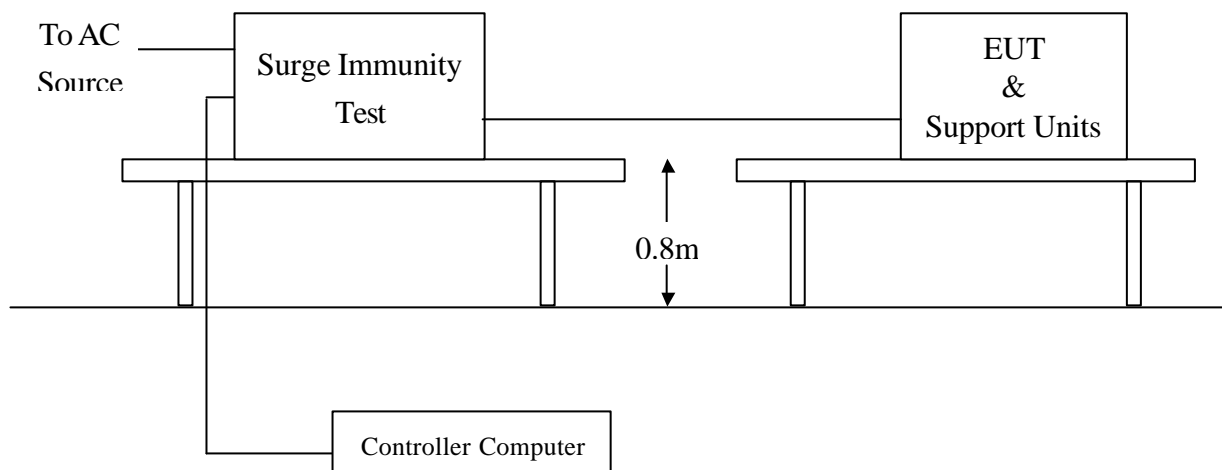 To AC
Source
Surge Immunity
Test
EUT
&
Support Units
0.8m
Controller Computer